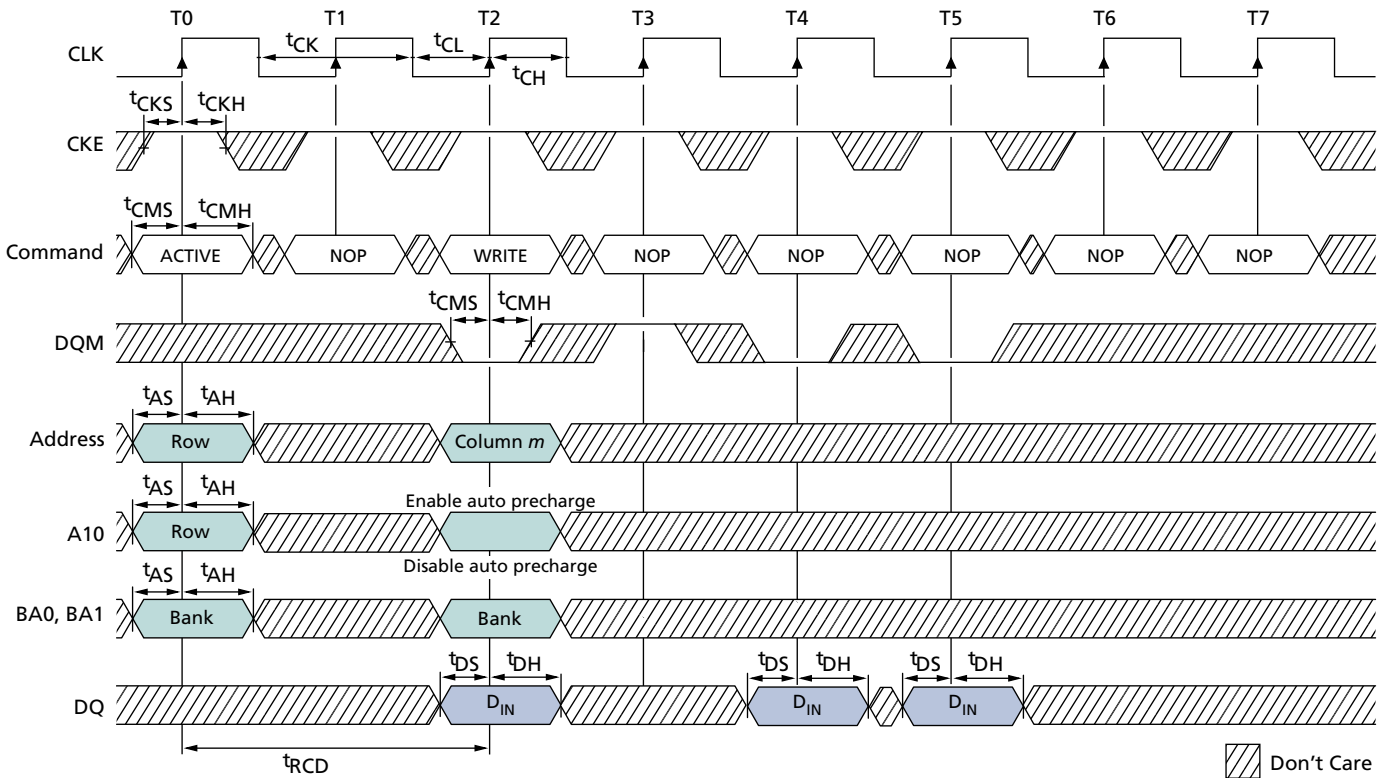 T0 T1 T2 T3 T4 T5 T6 T7
CLK
tCK tCL
tCH
tCKS tCKH
CKE
tCMS tCMH
Command ACTIVE NOP WRITE NOP NOP NOP NOP NOP
tCMS tCMH
DQM
tAS tAH
Address Row Column m
tAS tAH Enable auto precharge
A10 Row
Disable auto precharge
tAS tAH
BA0, BA1 Bank Bank
tDS tDH tDS tDH tDS tDH
DQ DIN DIN DIN
tRCD
Don't Care